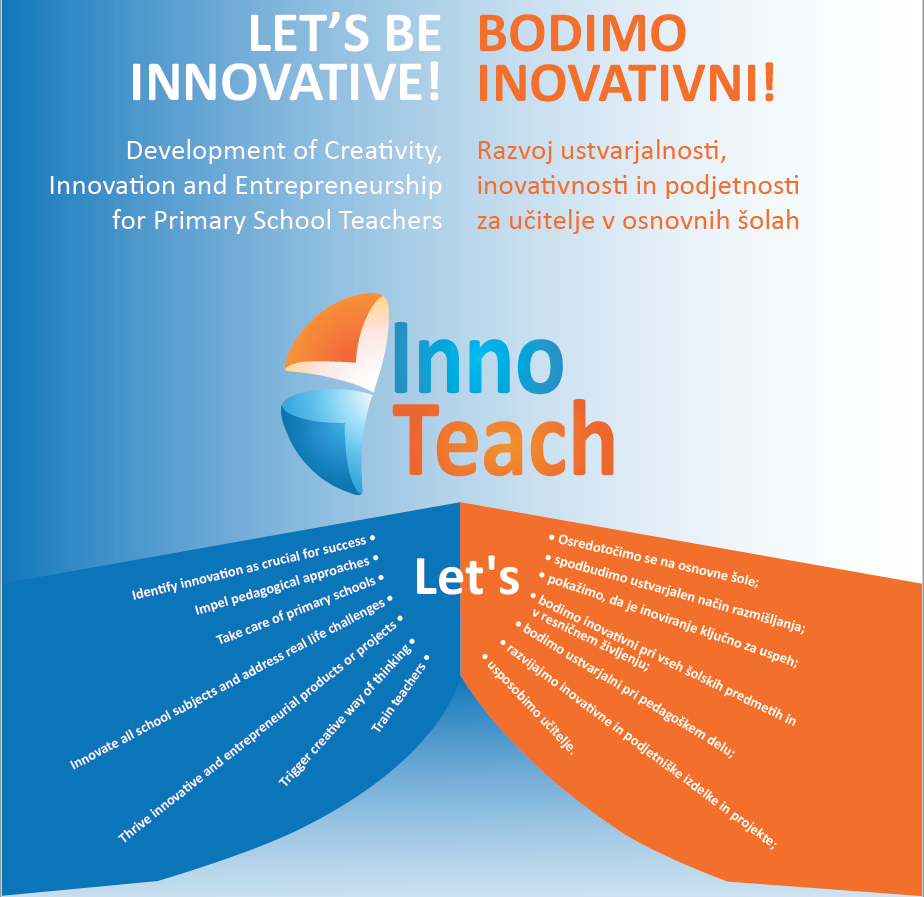 LET’S BE
INNOVATIVE!
Development of Creativity,
Innovation and Entrepreneurship
for Primary School Teachers
BODIMO
INOVATIVNI!
Razvoj ustvarjalnosti,
inovativnosti in podjetnosti
za učitelje v osnovnih šolah
Inno
Teach
Let's
Identify innovation as crucial for success •
Impel pedagogical approaches •
Take care of primary schools •
Innovate all school subjects and address real life challenges •
Thrive innovative and entrepreneurial products or projects •
Trigger creative way of thinking •
Train teachers •
• Osredotočimo se na osnovne šole;
• spodbudimo ustvarjalen način razmišljanja;
• pokažimo, da je inoviranje ključno za uspeh;
• bodimo inovativni pri vseh šolskih predmetih in
v resničnem življenju;
• bodimo ustvarjalni pri pedagoškem delu;
• razvijajmo inovativne in podjetniške izdelke in projekte;
• usposobimo učitelje.